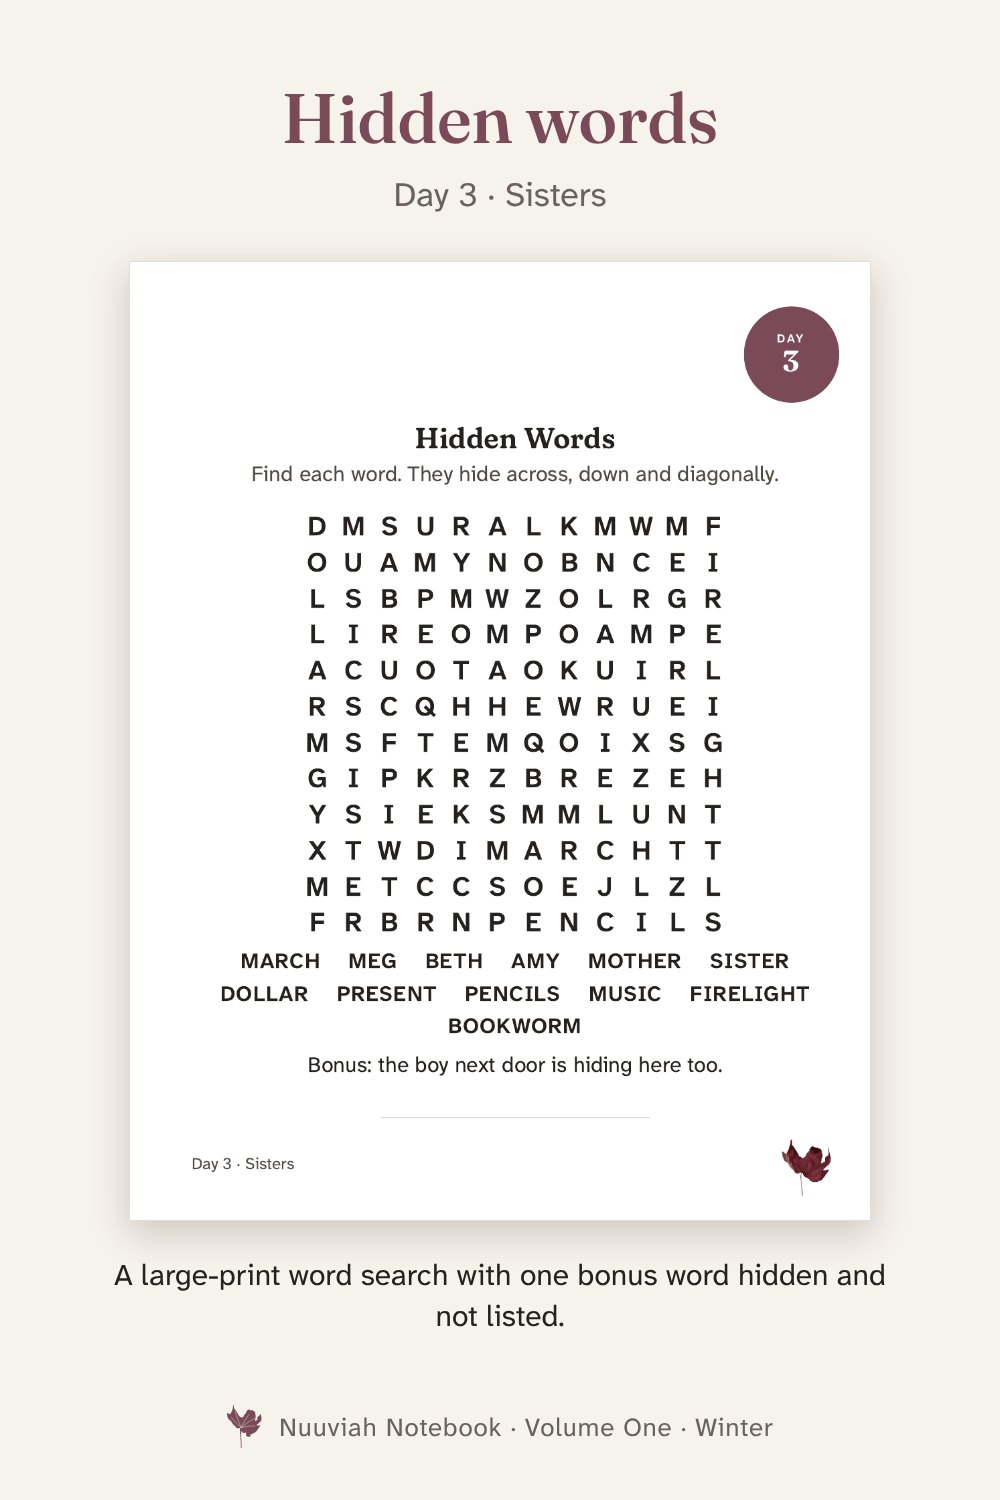 Hidden words
Day 3 · Sisters
DAY
3
Hidden Words
Find each word. They hide across, down and diagonally.
D M S U R A L K M W M F
O U A M Y N O B N C E I
L S B P M W Z O L R G R
L I R E O M P O A M P E
A C U O T A O K U I R L
R S C Q H H E W R U E I
M S F T E M Q O I X S G
G I P K R Z B R E Z E H
Y S I E K S M M L U N T
X T W D I M A R C H T T
M E T C C S O E J L Z L
F R B R N P E N C I L S
MARCH MEG BETH AMY MOTHER SISTER
DOLLAR PRESENT PENCILS MUSIC FIRELIGHT
BOOKWORM
Bonus: the boy next door is hiding here too.
Day 3 · Sisters
A large-print word search with one bonus word hidden and
not listed.
Nuuviah Notebook · Volume One · Winter